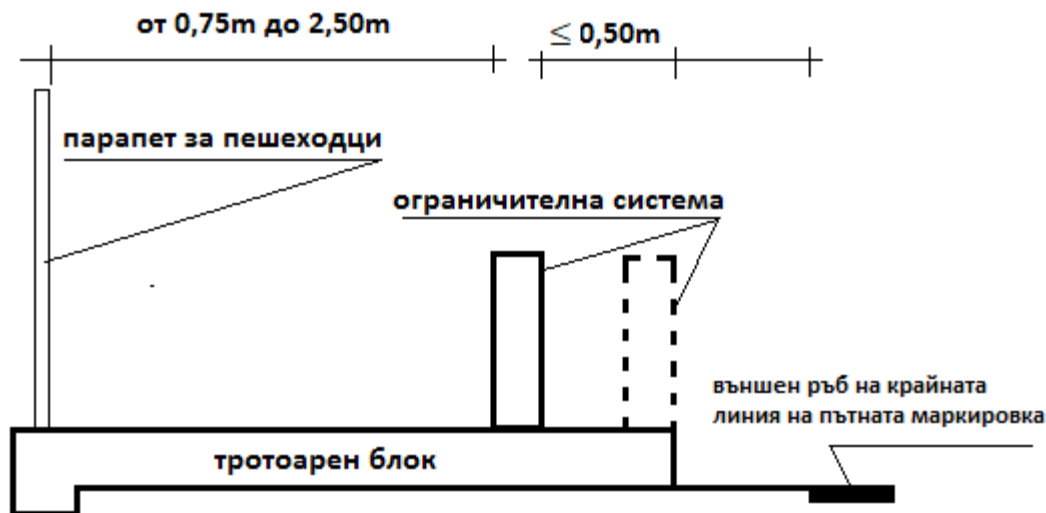 от 0,75m до 2,50m
≤ 0,50m
парапет за пешеходци
ограничителна система
външен ръб на крайната
линия на пътната маркировка
тротоарен блок